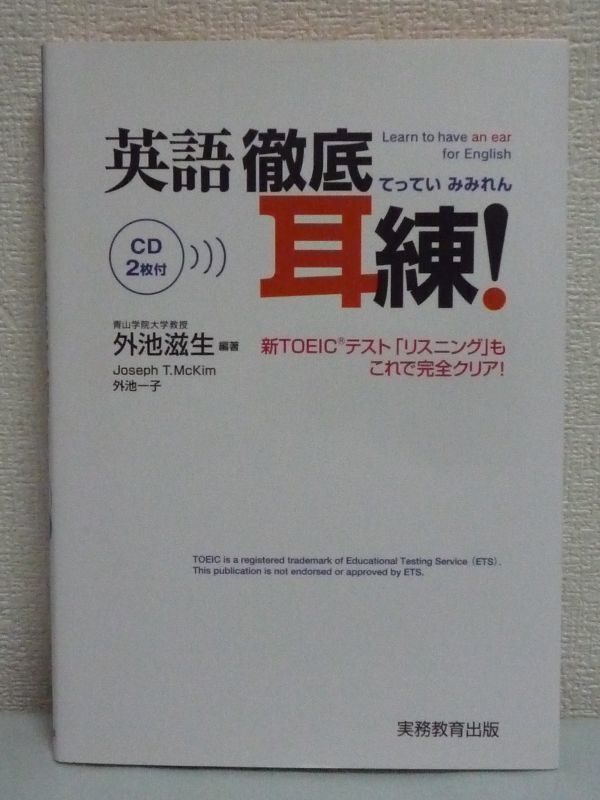 英語徹底
耳練!
Learn to have an ear
for English
てってい みみれん
CD
2枚付
青山学院大学教授
外池滋生 編著
Joseph T. McKim
外池一子
新TOEIC®テスト「リスニング」も
これで完全クリア!
TOEIC is a registered trademark of Educational Testing Service (ETS).
This publication is not endorsed or approved by ETS.
実務教育出版